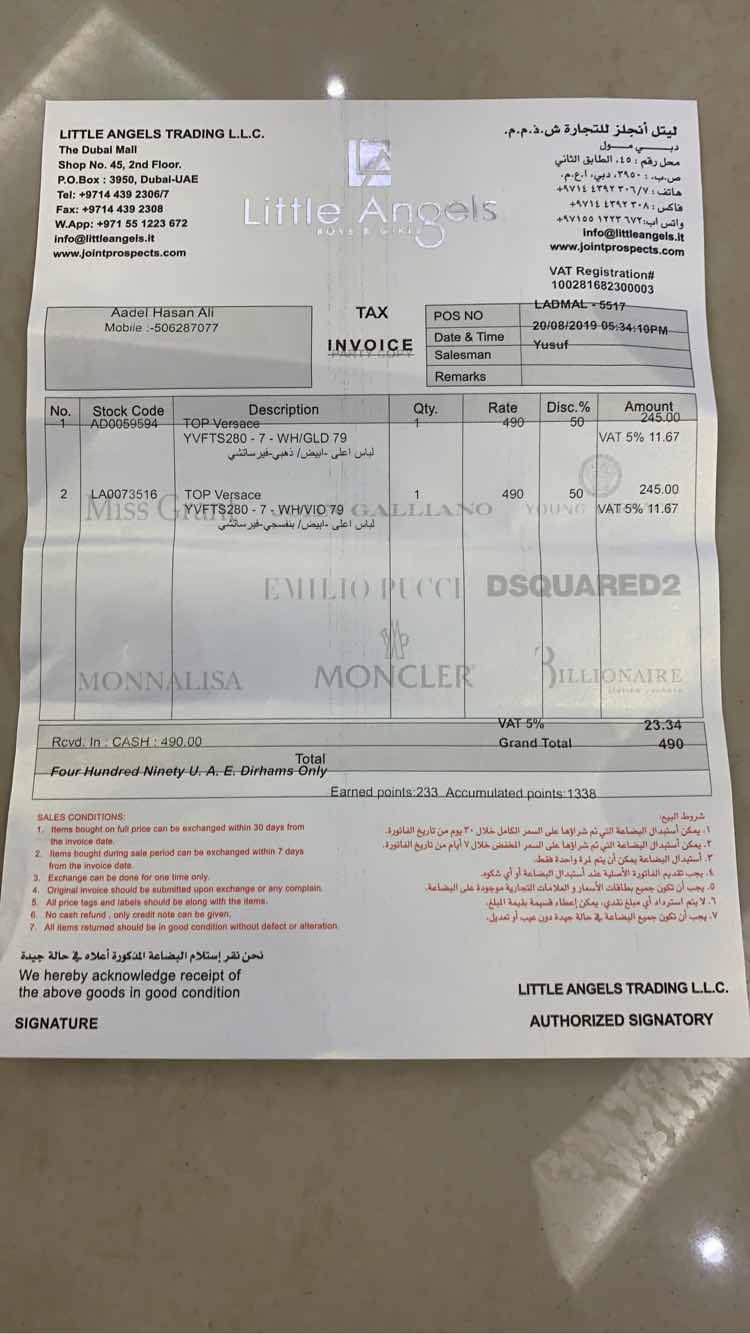 LITTLE ANGELS TRADING L.L.C.
The Dubai Mall
Shop No. 45, 2nd Floor.
P.O.Box : 3950, Dubai-UAE
Tel: +9714 439 2306/7
Fax: +9714 439 2308
W.App: +971 55 1223 672
info@littleangels.it
www.jointprospects.com
LA
Little Angels
BOYS & GIRLS
ليتل أنجلز للتجارة ش.ذ.م.م.
دبـــي مـــول
محل رقم : ٤٥، الطابق الثاني
ص.ب. : ٣٩٥٠، دبي، أ.ع.م.
هاتف : ٩٧١٤ ٤٣٩٢ ٣٠٦/٧+
فاكس : ٩٧١٤ ٤٣٩٢ ٣٠٨+
واتس اب: ٩٧١٥٥ ١٢٢٣ ٦٧٢+
info@littleangels.it
www.jointprospects.com
VAT Registration#
100281682300003
Aadel Hasan Ali
Mobile :-506287077
TAX
INVOICE
PARTY COPY
POS NO LADMAL - 5517
Date & Time 20/08/2019 05:34:10PM
Salesman Yusuf
Remarks
No. Stock Code Description Qty. Rate Disc.% Amount
1 AD0059594 TOP Versace 1 490 50 245.00
YVFTS280 - 7 - WH/GLD 79 VAT 5% 11.67
لباس اعلى -ابيض/ ذهبي-فيرساتشي
2 LA0073516 TOP Versace 1 490 50 245.00
YVFTS280 - 7 - WH/VIO 79 VAT 5% 11.67
لباس اعلى -ابيض/ بنفسجي-فيرساتشي
Miss Grant GALLIANO YOUNG
EMILIO PUCCI DSQUARED2
MONNALISA MONCLER BILLIONAIRE
VAT 5% 23.34
Rcvd. In : CASH : 490.00 Grand Total 490
Total
Four Hundred Ninety U. A. E. Dirhams Only
Earned points:233 Accumulated points:1338
SALES CONDITIONS:
1. Items bought on full price can be exchanged within 30 days from
the invoice date.
2. Items bought during sale period can be exchanged within 7 days
from the invoice date.
3. Exchange can be done for one time only.
4. Original invoice should be submitted upon exchange or any complain.
5. All price tags and labels should be along with the items.
6. No cash refund , only credit note can be given.
7. All items returned should be in good condition without defect or alteration.
شروط البيع:
١. يمكن أستبدال البضاعة التي تم شراؤها على السعر الكامل خلال ٣٠ يوم من تاريخ الفاتورة.
٢. يمكن أستبدال البضاعة التي تم شراؤها على السعر المخفض خلال ٧ أيام من تاريخ الفاتورة.
٣. أستبدال البضاعة يمكن أن يتم لمرة واحدة فقط.
٤. يجب تقديم الفاتورة الأصلية عند أستبدال البضاعة أو أي شكوه.
٥. يجب أن تكون جميع بطاقات الأسعار و العلامات التجارية موجودة على البضاعة.
٦. لا يتم استرداد أي مبلغ نقدي، يمكن إعطاء قسيمة بقيمة المبلغ.
٧. يجب أن تكون جميع البضاعة في حالة جيدة دون عيب أو تعديل.
نحن نقر إستلام البضاعة المذكورة أعلاه في حالة جيدة
We hereby acknowledge receipt of
the above goods in good condition
SIGNATURE
LITTLE ANGELS TRADING L.L.C.
AUTHORIZED SIGNATORY